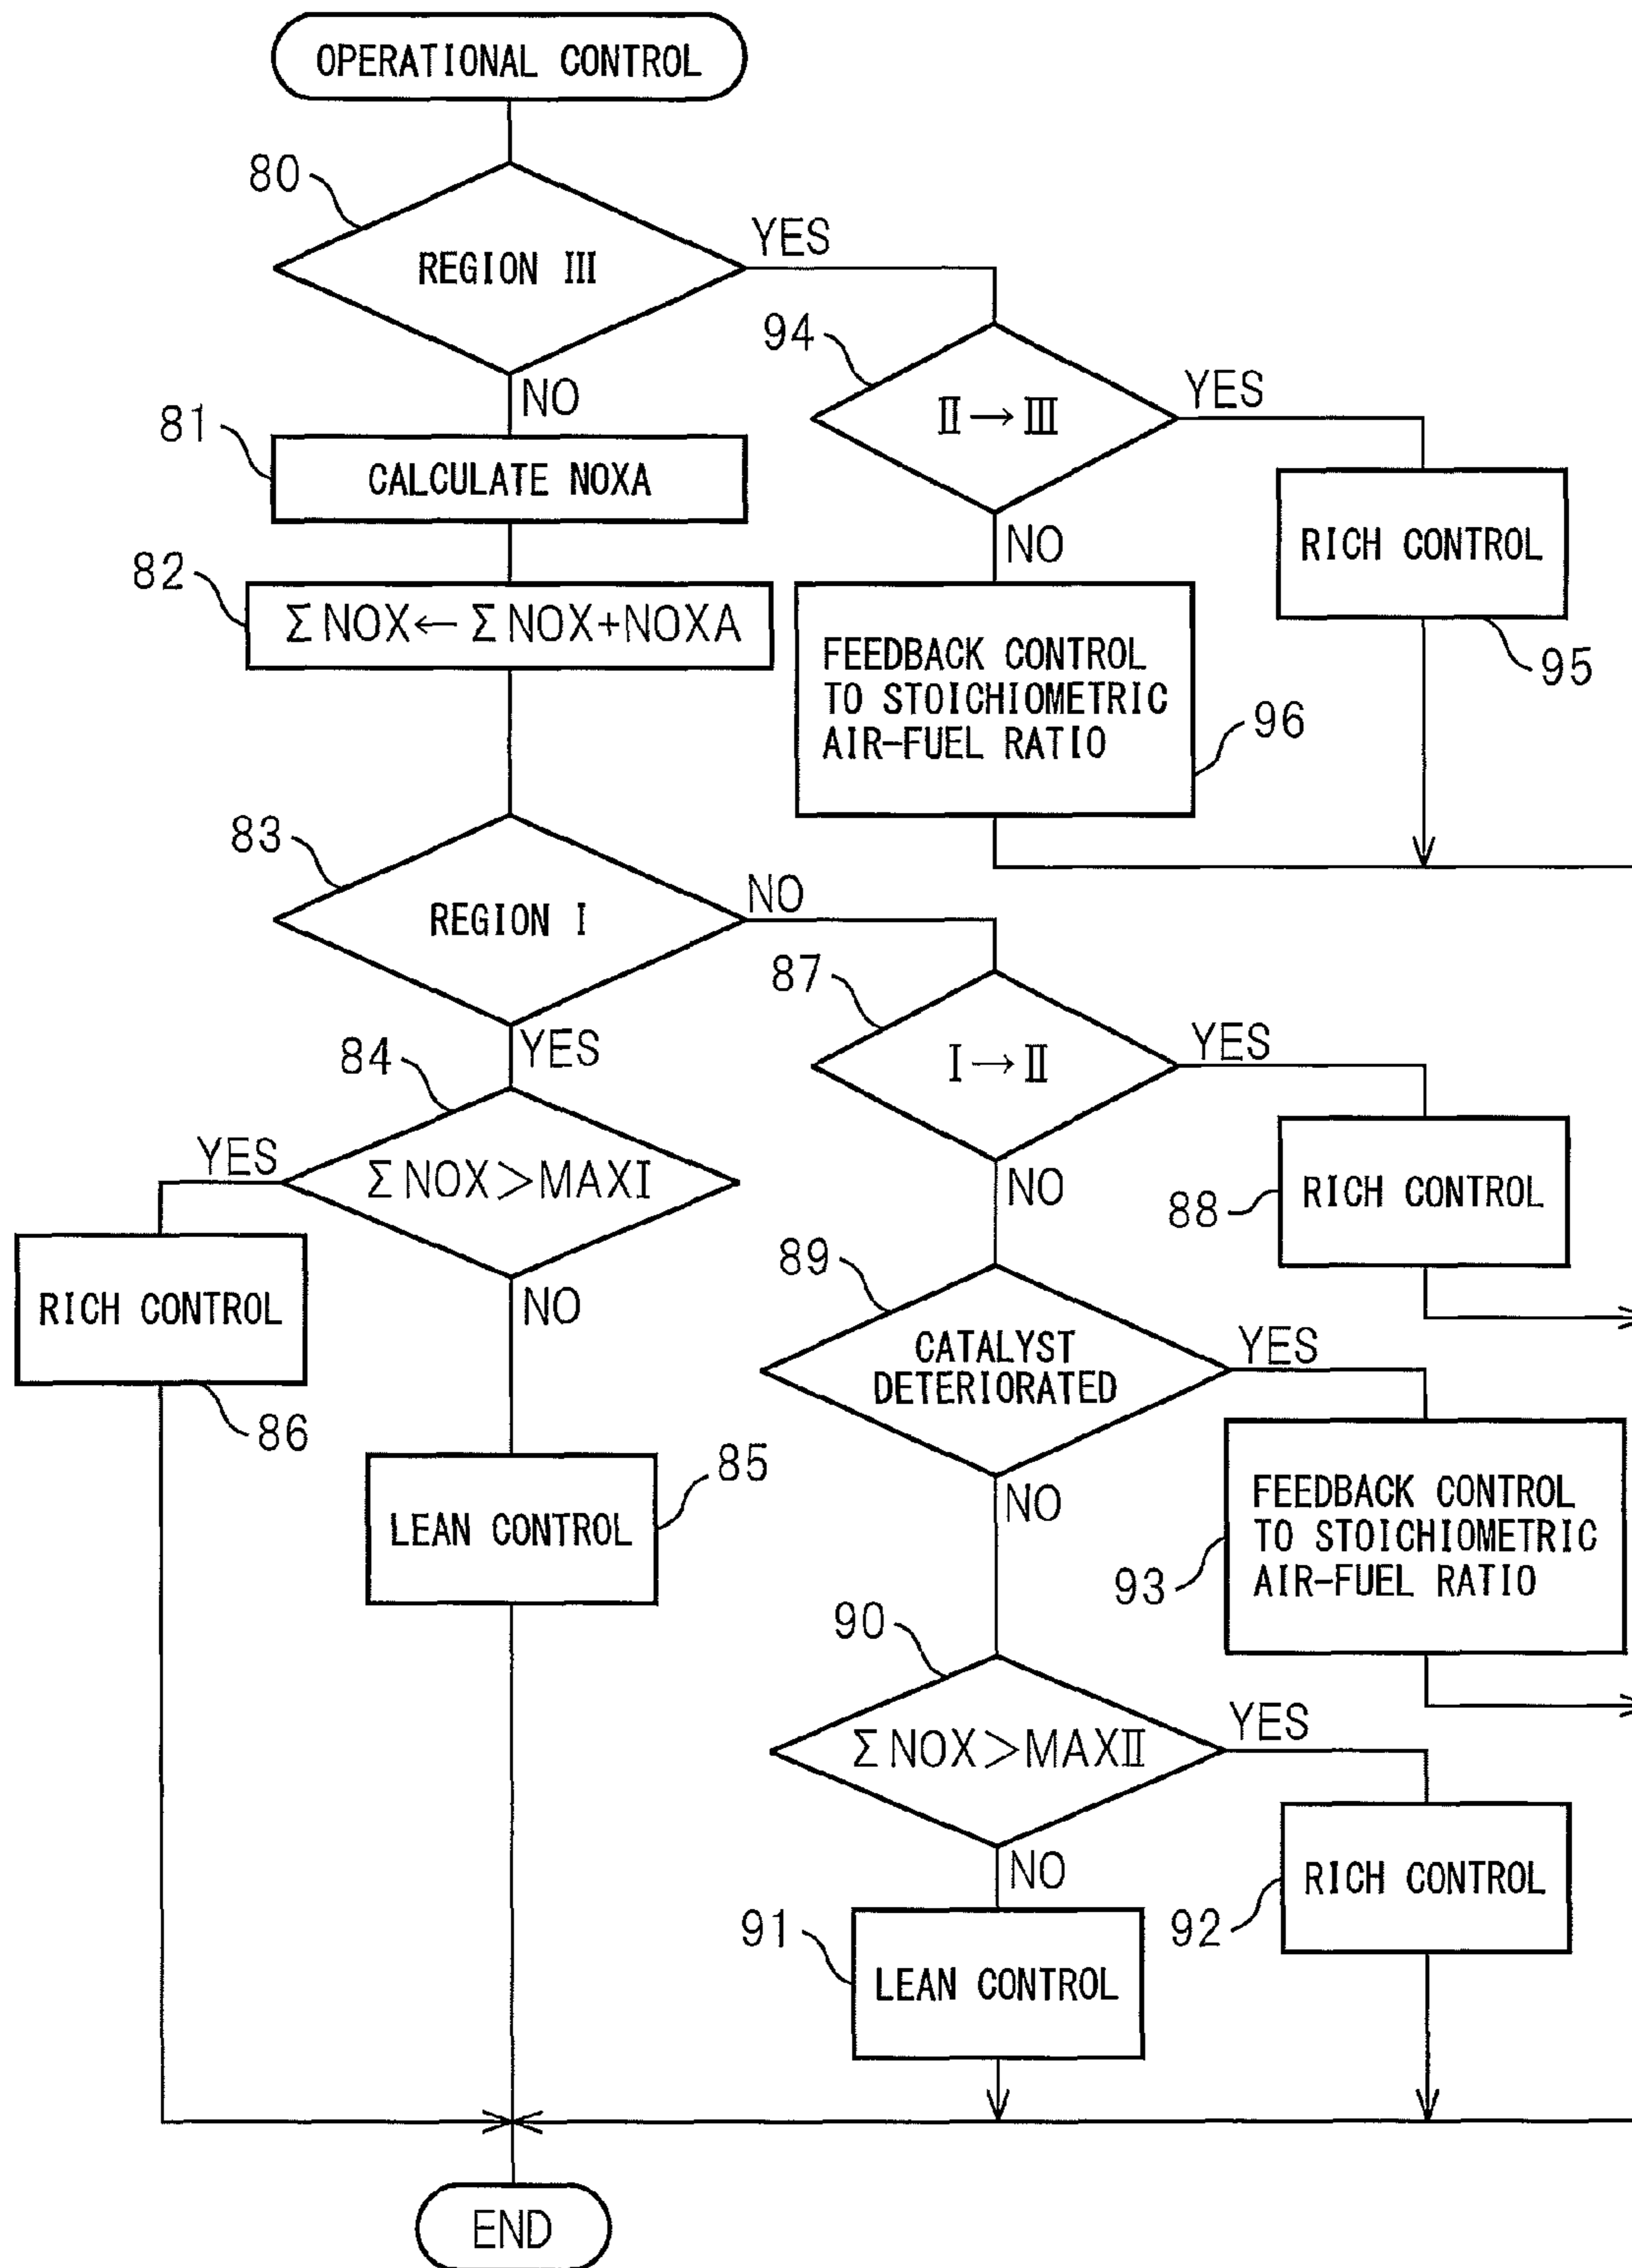 OPERATIONAL CONTROL
80
REGION III
YES
NO
94
II→III
YES
NO
81
CALCULATE NOXA
RICH CONTROL
95
82
ΣNOX← ΣNOX+NOXA
FEEDBACK CONTROL
TO STOICHIOMETRIC
AIR-FUEL RATIO
96
83
REGION I
NO
YES
87
I→II
YES
NO
84
ΣNOX>MAXI
YES
NO
88
RICH CONTROL
RICH CONTROL
86
89
CATALYST
DETERIORATED
YES
NO
85
LEAN CONTROL
FEEDBACK CONTROL
TO STOICHIOMETRIC
AIR-FUEL RATIO
93
90
ΣNOX>MAXII
YES
NO
91
LEAN CONTROL
92
RICH CONTROL
END